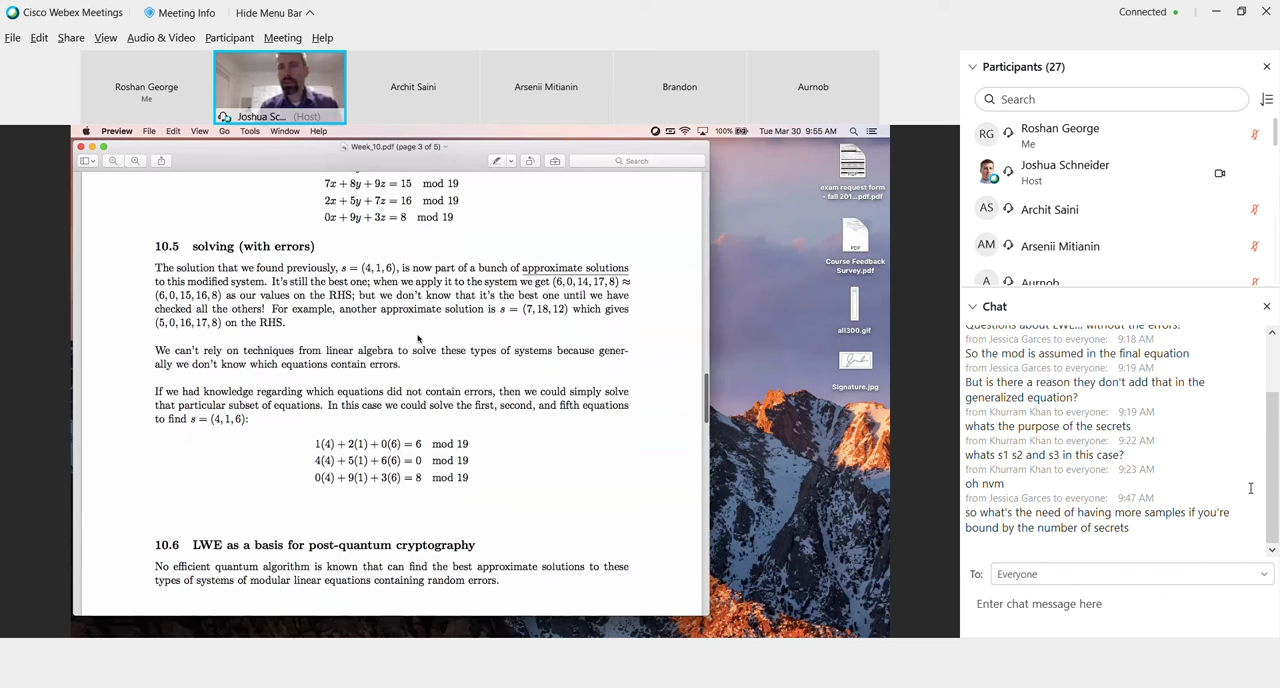 Cisco Webex Meetings
Meeting Info
Hide Menu Bar
Connected
File Edit Share View Audio & Video Participant Meeting Help
Roshan George
Me
Joshua Sc... (Host)
Archit Saini
Arsenii Mitianin
Brandon
Aurnob
Preview File Edit View Go Tools Window Help
100%
Tue Mar 30 9:55 AM
Week_10.pdf (page 3 of 5)
Search
7x + 8y + 9z = 15 mod 19
2x + 5y + 7z = 16 mod 19
0x + 9y + 3z = 8 mod 19
10.5 solving (with errors)
The solution that we found previously, s = (4, 1, 6), is now part of a bunch of approximate solutions
to this modified system. It's still the best one; when we apply it to the system we get (6, 0, 14, 17, 8) ≈
(6, 0, 15, 16, 8) as our values on the RHS; but we don't know that it's the best one until we have
checked all the others! For example, another approximate solution is s = (7, 18, 12) which gives
(5, 0, 16, 17, 8) on the RHS.
We can't rely on techniques from linear algebra to solve these types of systems because gener-
ally we don't know which equations contain errors.
If we had knowledge regarding which equations did not contain errors, then we could simply solve
that particular subset of equations. In this case we could solve the first, second, and fifth equations
to find s = (4, 1, 6):
1(4) + 2(1) + 0(6) = 6 mod 19
4(4) + 5(1) + 6(6) = 0 mod 19
0(4) + 9(1) + 3(6) = 8 mod 19
10.6 LWE as a basis for post-quantum cryptography
No efficient quantum algorithm is known that can find the best approximate solutions to these
types of systems of modular linear equations containing random errors.
PDF
exam request form
- fall 201...pdf.pdf
PDF
Course Feedback
Survey.pdf
all300.gif
Signature.jpg
Participants (27)
Search
RG
Roshan George
Me
Joshua Schneider
Host
AS
Archit Saini
AM
Arsenii Mitianin
A
Aurnob
Chat
Questions about LWE... without the errors?
from Jessica Garces to everyone: 9:18 AM
So the mod is assumed in the final equation
from Jessica Garces to everyone: 9:19 AM
But is there a reason they don't add that in the
generalized equation?
from Khurram Khan to everyone: 9:19 AM
whats the purpose of the secrets
from Khurram Khan to everyone: 9:22 AM
whats s1 s2 and s3 in this case?
from Khurram Khan to everyone: 9:23 AM
oh nvm
from Jessica Garces to everyone: 9:47 AM
so what's the need of having more samples if you're
bound by the number of secrets
To: Everyone
Enter chat message here